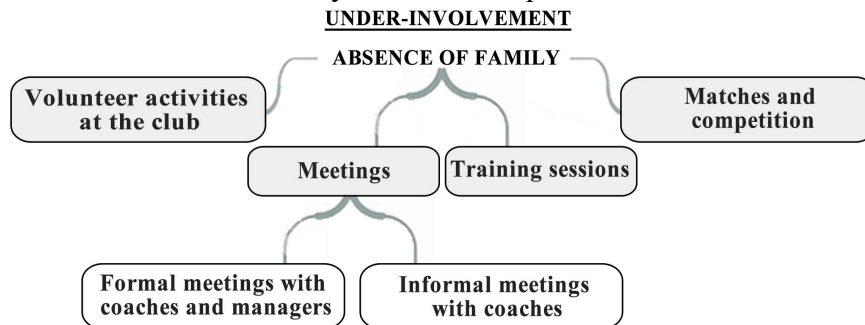 UNDER-INVOLVEMENT
ABSENCE OF FAMILY
Volunteer activities
at the club
Matches and
competition
Meetings
Training sessions
Formal meetings with
coaches and managers
Informal meetings
with coaches